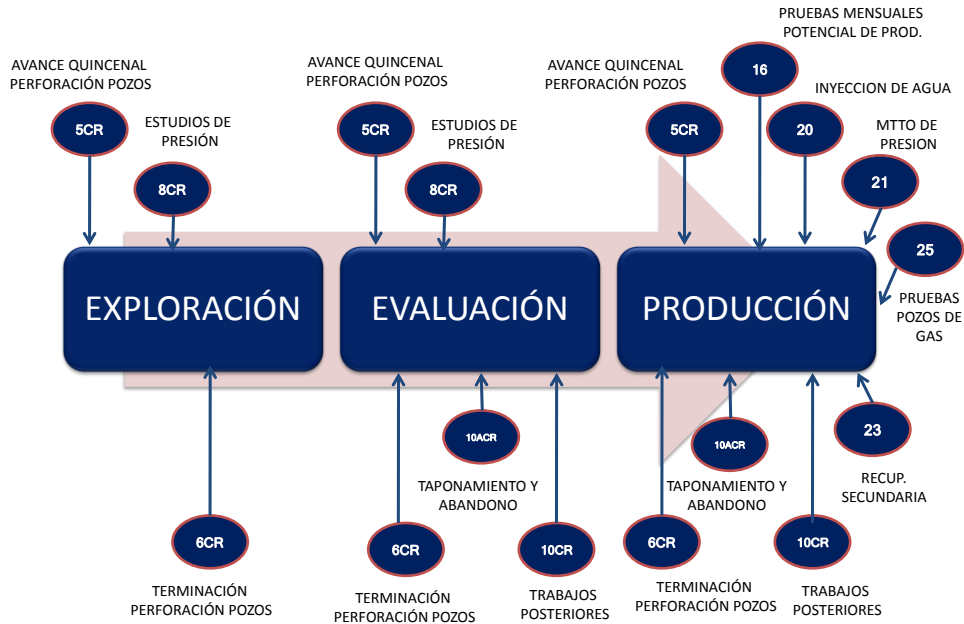 PRUEBAS MENSUALES
POTENCIAL DE PROD.
AVANCE QUINCENAL
PERFORACIÓN POZOS
AVANCE QUINCENAL
PERFORACIÓN POZOS
AVANCE QUINCENAL
PERFORACIÓN POZOS
16
INYECCION DE AGUA
5CR
ESTUDIOS DE
PRESIÓN
5CR
ESTUDIOS DE
PRESIÓN
5CR
20
MTTO DE
PRESION
8CR
8CR
21
25
EXPLORACIÓN
EVALUACIÓN
PRODUCCIÓN
PRUEBAS
POZOS DE
GAS
10ACR
10ACR
23
TAPONAMIENTO Y
ABANDONO
TAPONAMIENTO Y
ABANDONO
RECUP.
SECUNDARIA
6CR
6CR
10CR
6CR
10CR
TERMINACIÓN
PERFORACIÓN POZOS
TERMINACIÓN
PERFORACIÓN POZOS
TRABAJOS
POSTERIORES
TERMINACIÓN
PERFORACIÓN POZOS
TRABAJOS
POSTERIORES